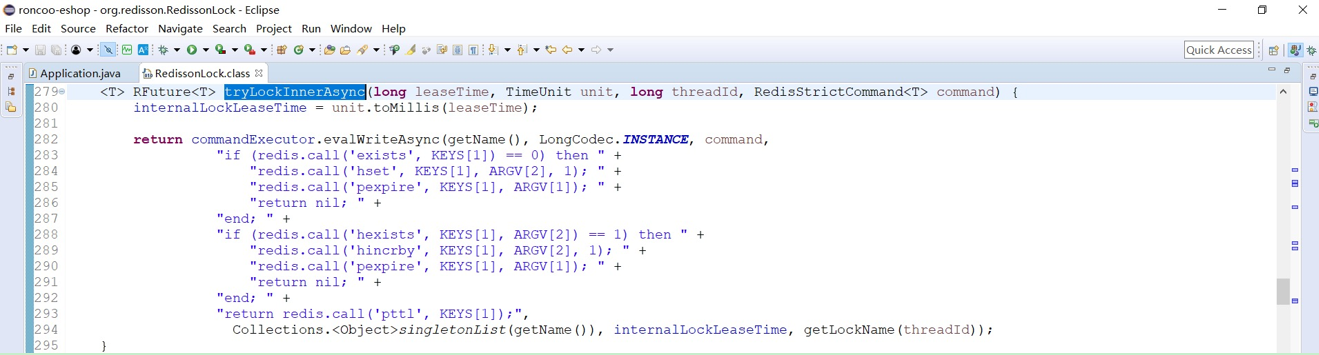 roncoo-eshop - org.redisson.RedissonLock - Eclipse
File Edit Source Refactor Navigate Search Project Run Window Help
Quick Access
Application.java RedissonLock.class
279 <T> RFuture<T> tryLockInnerAsync(long leaseTime, TimeUnit unit, long threadId, RedisStrictCommand<T> command) {
280 internalLockLeaseTime = unit.toMillis(leaseTime);
281
282 return commandExecutor.evalWriteAsync(getName(), LongCodec.INSTANCE, command,
283 "if (redis.call('exists', KEYS[1]) == 0) then " +
284 "redis.call('hset', KEYS[1], ARGV[2], 1); " +
285 "redis.call('pexpire', KEYS[1], ARGV[1]); " +
286 "return nil; " +
287 "end; " +
288 "if (redis.call('hexists', KEYS[1], ARGV[2]) == 1) then " +
289 "redis.call('hincrby', KEYS[1], ARGV[2], 1); " +
290 "redis.call('pexpire', KEYS[1], ARGV[1]); " +
291 "return nil; " +
292 "end; " +
293 "return redis.call('pttl', KEYS[1]);",
294 Collections.<Object>singletonList(getName()), internalLockLeaseTime, getLockName(threadId));
295 }